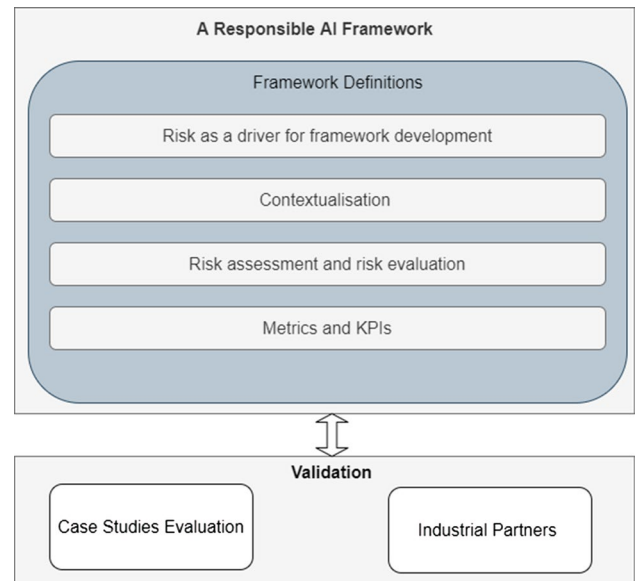 A Responsible AI Framework
Framework Definitions
Risk as a driver for framework development
Contextualisation
Risk assessment and risk evaluation
Metrics and KPIs
Validation
Case Studies Evaluation
Industrial Partners